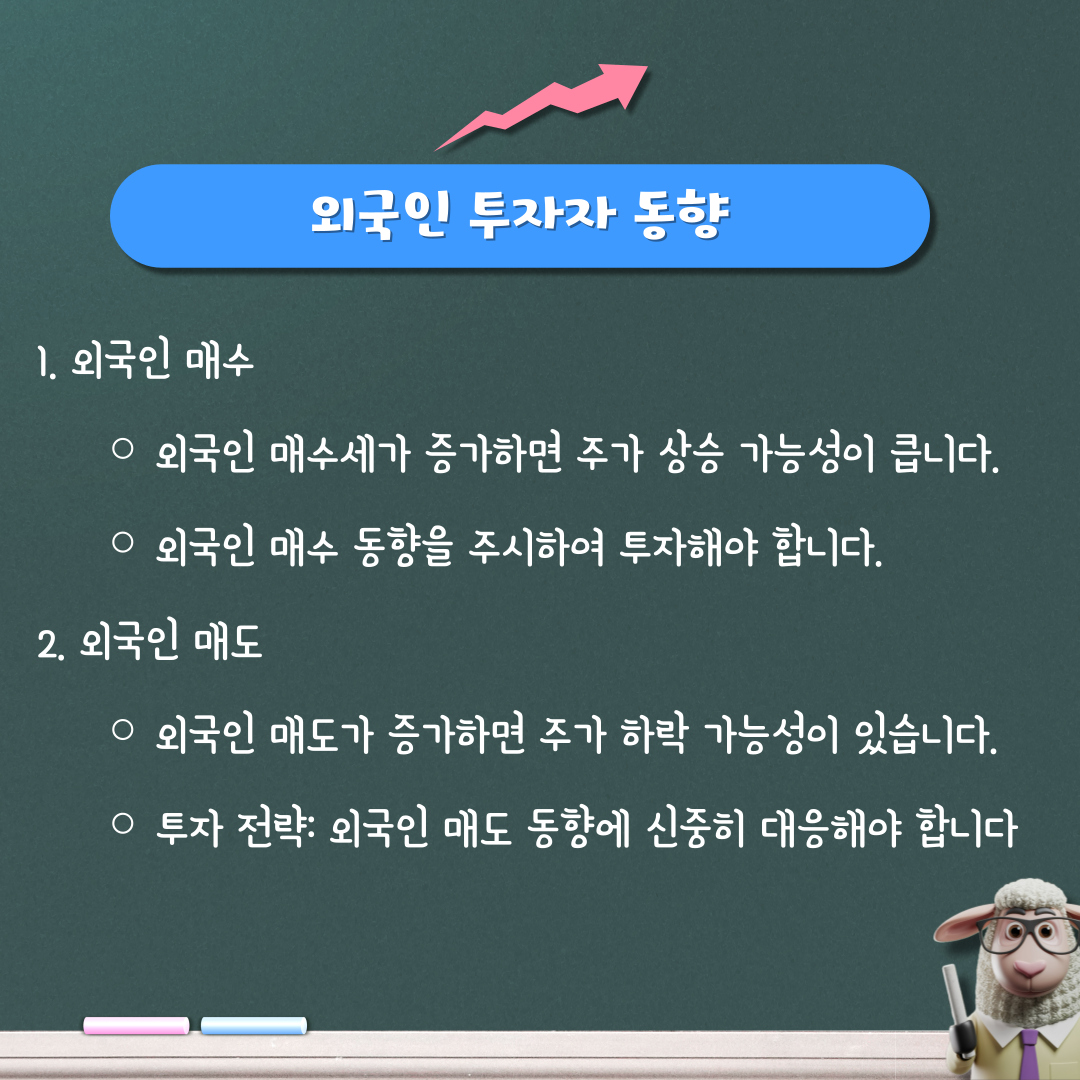 외국인 투자자 동향
1. 외국인 매수
○ 외국인 매수세가 증가하면 주가 상승 가능성이 큽니다.
○ 외국인 매수 동향을 주시하여 투자해야 합니다.
2. 외국인 매도
○ 외국인 매도가 증가하면 주가 하락 가능성이 있습니다.
○ 투자 전략: 외국인 매도 동향에 신중히 대응해야 합니다